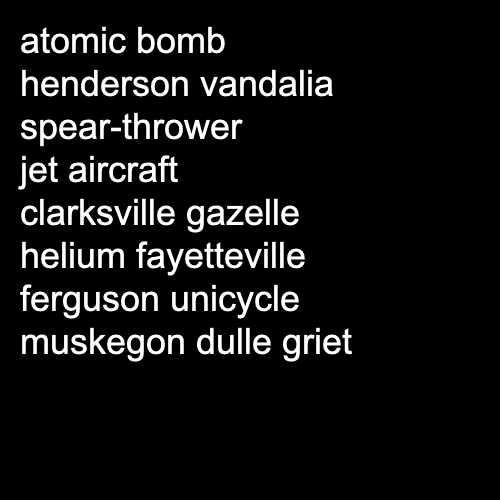 atomic bomb
henderson vandalia
spear-thrower
jet aircraft
clarksville gazelle
helium fayetteville
ferguson unicycle
muskegon dulle griet